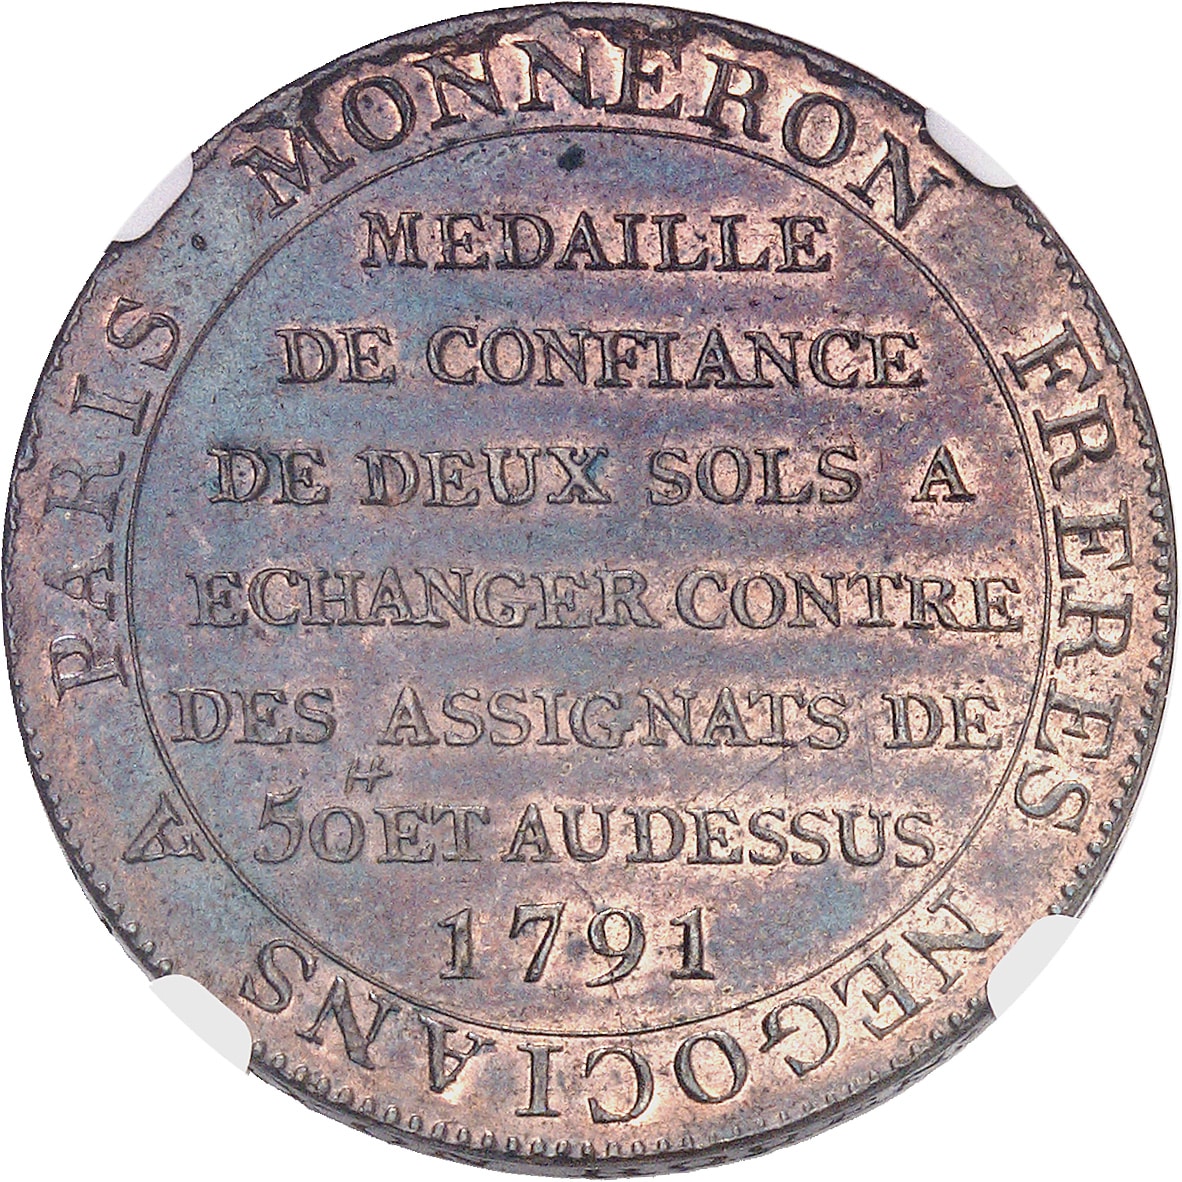 MONNERON FRERES NEGOCIANS A PARIS
MEDAILLE
DE CONFIANCE
DE DEUX SOLS A
ECHANGER CONTRE
DES ASSIGNATS DE
50ᴴ ET AU DESSUS
1791